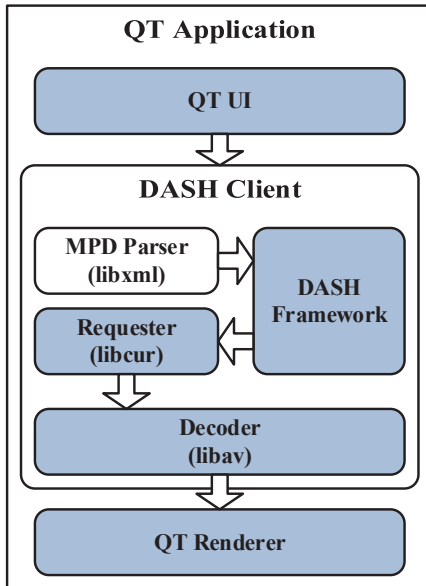 QT Application
QT UI
DASH Client
MPD Parser
(libxml)
DASH
Framework
Requester
(libcur)
Decoder
(libav)
QT Renderer